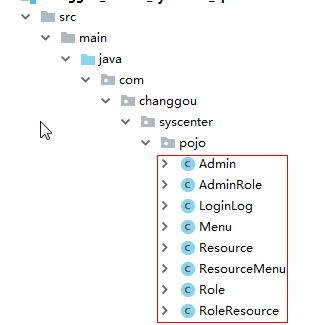 src
main
java
com
changgou
syscenter
pojo
Admin
AdminRole
LoginLog
Menu
Resource
ResourceMenu
Role
RoleResource